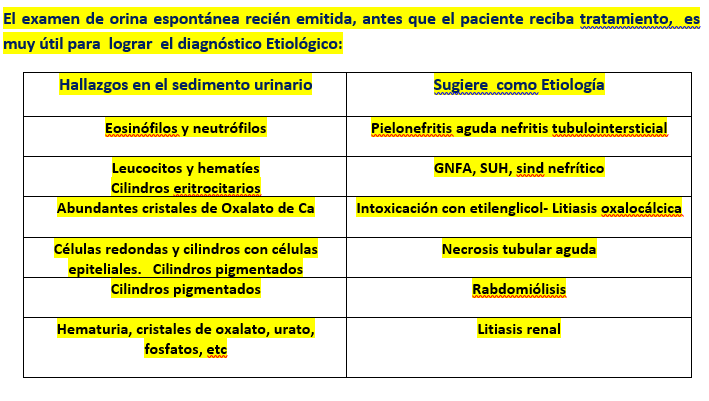 El examen de orina espontánea recién emitida, antes que el paciente reciba tratamiento,  es
muy útil para  lograr  el diagnóstico Etiológico:
Hallazgos en el sedimento urinario
Sugiere  como Etiología
Eosinófilos y neutrófilos
Pielonefritis aguda nefritis tubulointersticial
Leucocitos y hematíes
Cilindros eritrocitarios
GNFA, SUH, sind nefrítico
Abundantes cristales de Oxalato de Ca
Intoxicación con etilenglicol- Litiasis oxalocálcica
Células redondas y cilindros con células
epiteliales.   Cilindros pigmentados
Necrosis tubular aguda
Cilindros pigmentados
Rabdomiólisis
Hematuria, cristales de oxalato, urato,
fosfatos, etc
Litiasis renal